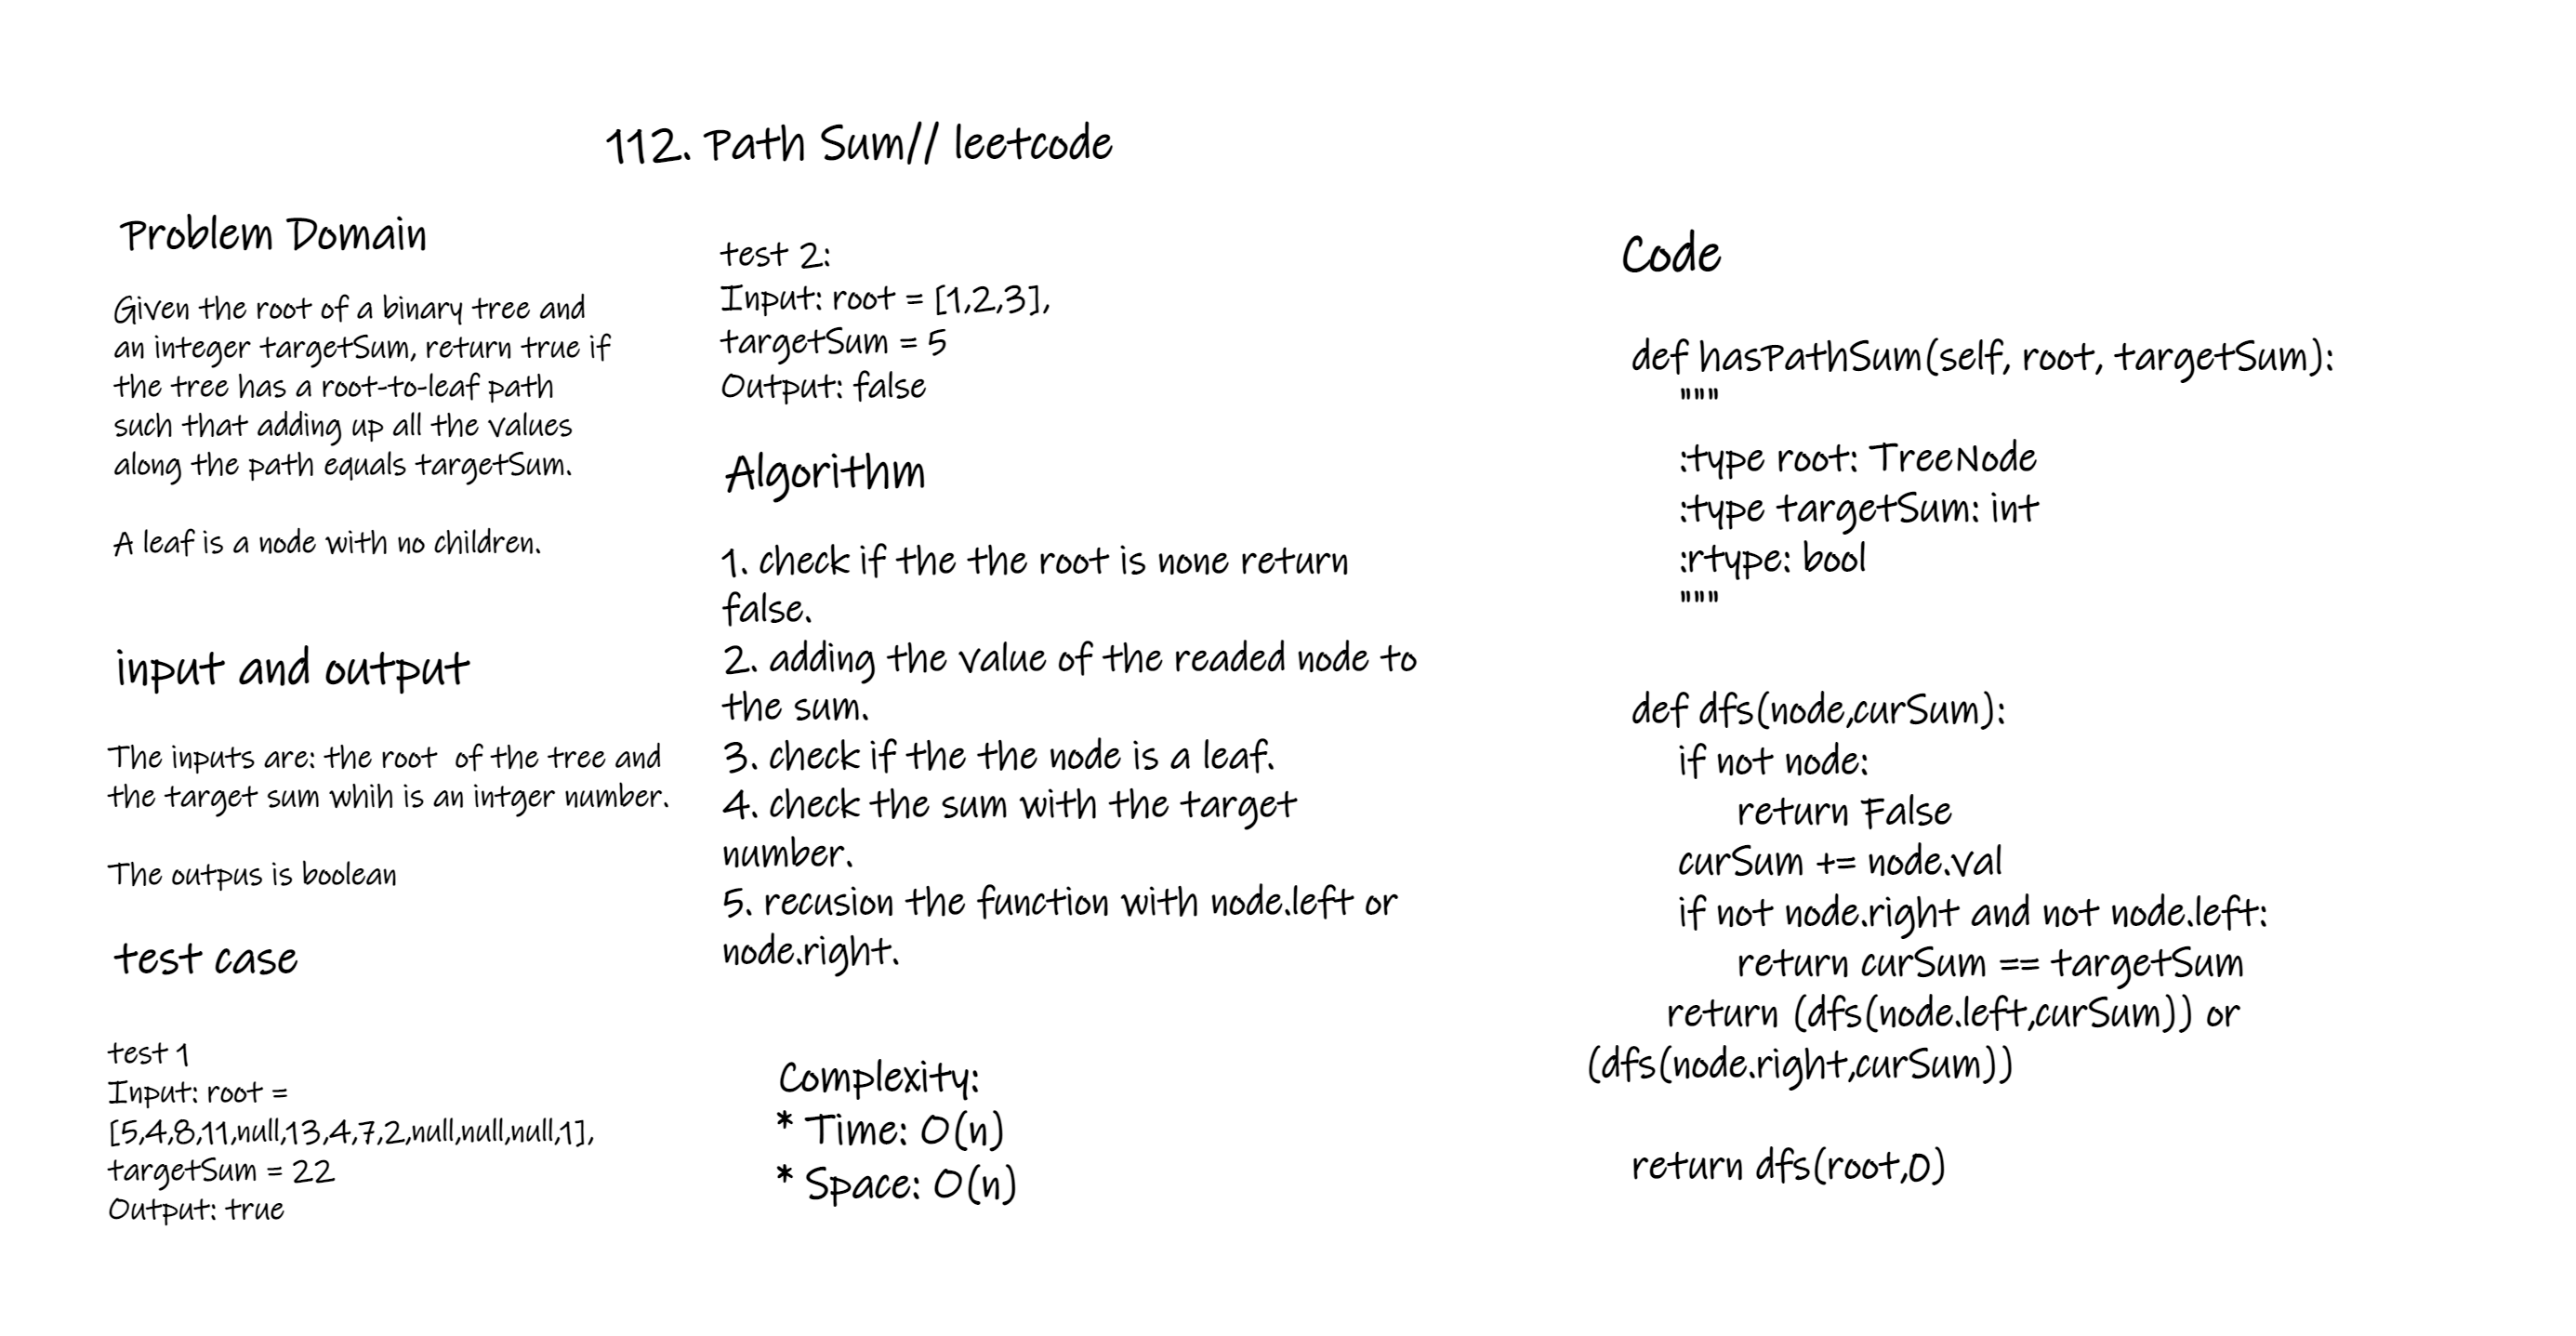 112. Path Sum// leetcode
Problem Domain
Given the root of a binary tree and
an integer targetSum, return true if
the tree has a root-to-leaf path
such that adding up all the values
along the path equals targetSum.
A leaf is a node with no children.
input and output
The inputs are: the root  of the tree and
the target sum whih is an intger number.
The outpus is boolean
test case
test 1
Input: root =
[5,4,8,11,null,13,4,7,2,null,null,null,1],
targetSum = 22
Output: true
test 2:
Input: root = [1,2,3],
targetSum = 5
Output: false
Algorithm
1. check if the the root is none return
false.
2. adding the value of the readed node to
the sum.
3. check if the the node is a leaf.
4. check the sum with the target
number.
5. recusion the function with node.left or
node.right.
Complexity:
* Time: O(n)
* Space: O(n)
Code
def hasPathSum(self, root, targetSum):
"""
:type root: TreeNode
:type targetSum: int
:rtype: bool
"""
def dfs(node,curSum):
if not node:
return False
curSum += node.val
if not node.right and not node.left:
return curSum == targetSum
return (dfs(node.left,curSum)) or
(dfs(node.right,curSum))
return dfs(root,0)